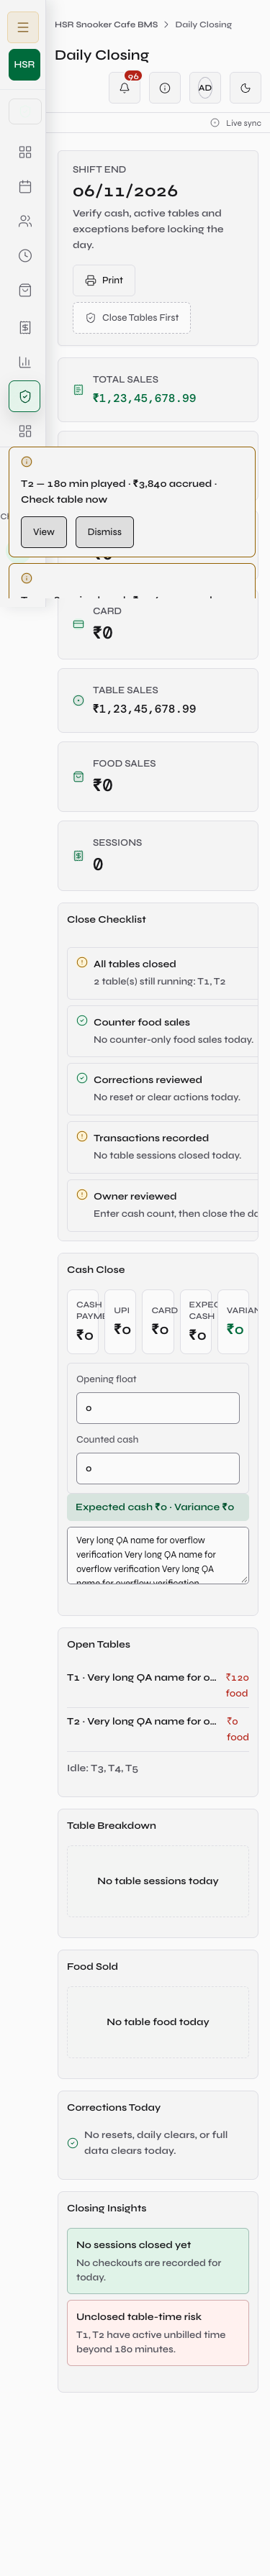 HSR Snooker Cafe BMS > Daily Closing
HSR
Daily Closing
96
AD
Live sync
SHIFT END
06/11/2026
Verify cash, active tables and
exceptions before locking the
day.
Print
Close Tables First
TOTAL SALES
₹1,23,45,678.99
T2 — 180 min played · ₹3,840 accrued ·
Check table now
View
Dismiss
CARD
₹0
TABLE SALES
₹1,23,45,678.99
FOOD SALES
₹0
SESSIONS
0
Close Checklist
All tables closed
2 table(s) still running: T1, T2
Counter food sales
No counter-only food sales today.
Corrections reviewed
No reset or clear actions today.
Transactions recorded
No table sessions closed today.
Owner reviewed
Enter cash count, then close the da
Cash Close
CASH
PAYME
₹0
UPI
₹0
CARD
₹0
EXPEC
CASH
₹0
VARIAN
₹0
Opening float
0
Counted cash
0
Expected cash ₹0 · Variance ₹0
Very long QA name for overflow
verification Very long QA name for
overflow verification Very long QA
name for overflow verification
Open Tables
T1 · Very long QA name for o...
₹120
food
T2 · Very long QA name for o...
₹0
food
Idle: T3, T4, T5
Table Breakdown
No table sessions today
Food Sold
No table food today
Corrections Today
No resets, daily clears, or full
data clears today.
Closing Insights
No sessions closed yet
No checkouts are recorded for
today.
Unclosed table-time risk
T1, T2 have active unbilled time
beyond 180 minutes.